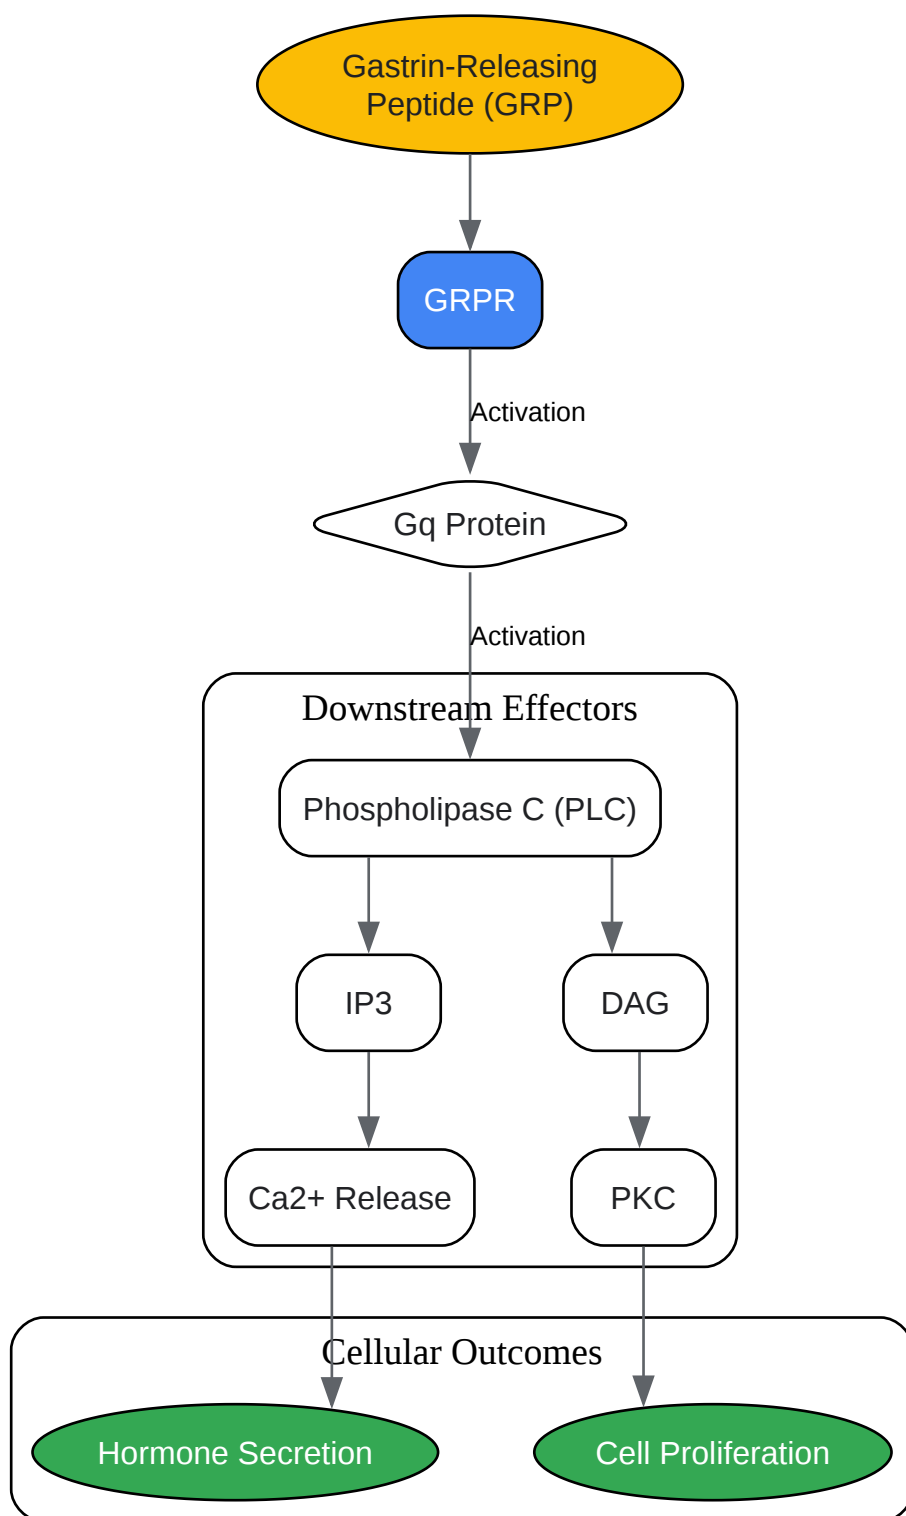 Gastrin-Releasing
Peptide (GRP)
GRPR
Activation
Gq Protein
Activation
Downstream Effectors
Phospholipase C (PLC)
IP3
DAG
Ca2+ Release
PKC
Cellular Outcomes
Hormone Secretion
Cell Proliferation